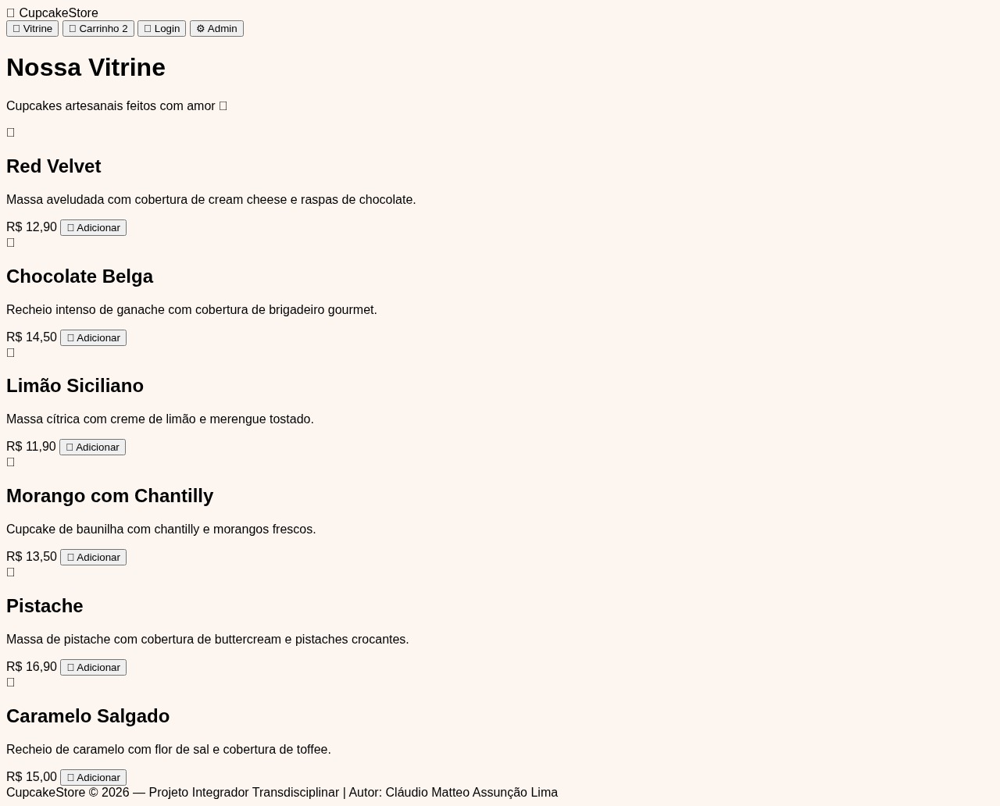 CupcakeStore
Vitrine Carrinho 2 Login ⚙ Admin
Nossa Vitrine
Cupcakes artesanais feitos com amor
Red Velvet
Massa aveludada com cobertura de cream cheese e raspas de chocolate.
R$ 12,90 Adicionar
Chocolate Belga
Recheio intenso de ganache com cobertura de brigadeiro gourmet.
R$ 14,50 Adicionar
Limão Siciliano
Massa cítrica com creme de limão e merengue tostado.
R$ 11,90 Adicionar
Morango com Chantilly
Cupcake de baunilha com chantilly e morangos frescos.
R$ 13,50 Adicionar
Pistache
Massa de pistache com cobertura de buttercream e pistaches crocantes.
R$ 16,90 Adicionar
Caramelo Salgado
Recheio de caramelo com flor de sal e cobertura de toffee.
R$ 15,00 Adicionar
CupcakeStore © 2026 — Projeto Integrador Transdisciplinar | Autor: Cláudio Matteo Assunção Lima